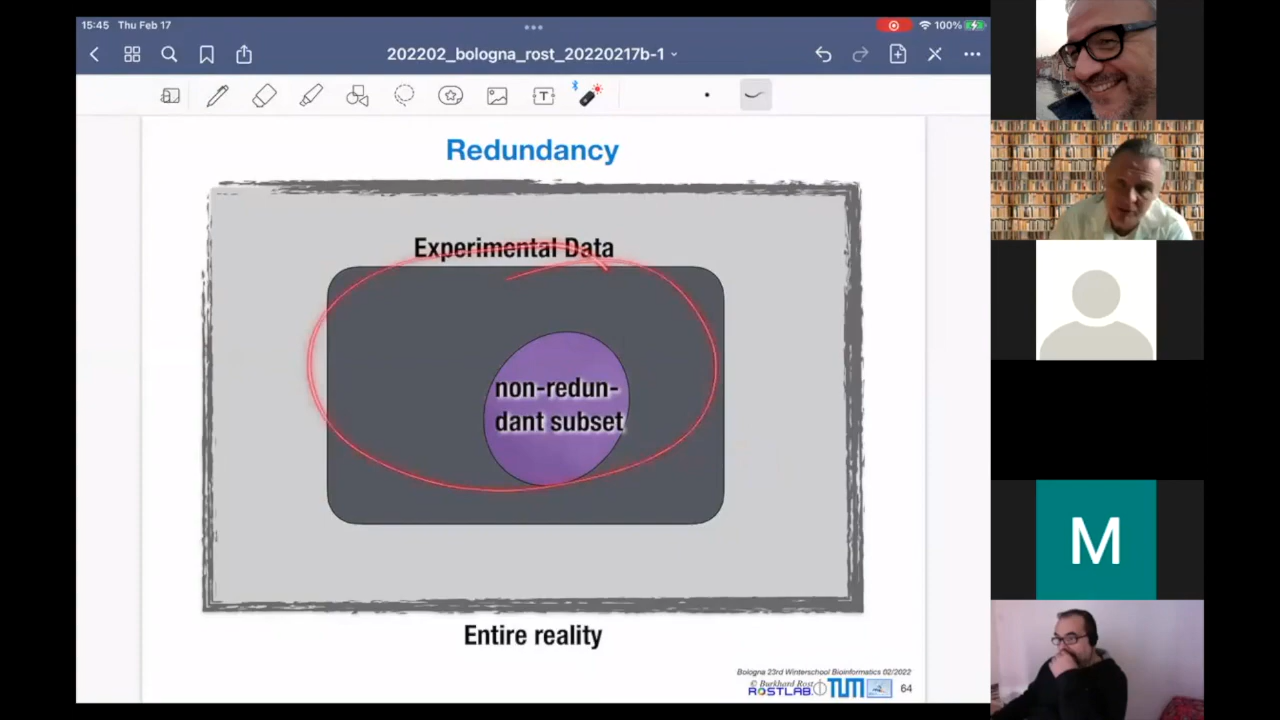 15:45 Thu Feb 17
100%
202202_bologna_rost_20220217b-1
T
Redundancy
Experimental Data
non-redun-
dant subset
Entire reality
Bologna 23rd Winterschool Bioinformatics 02/2022
© Burkhard Rost
ROSTLAB TUM 64
M